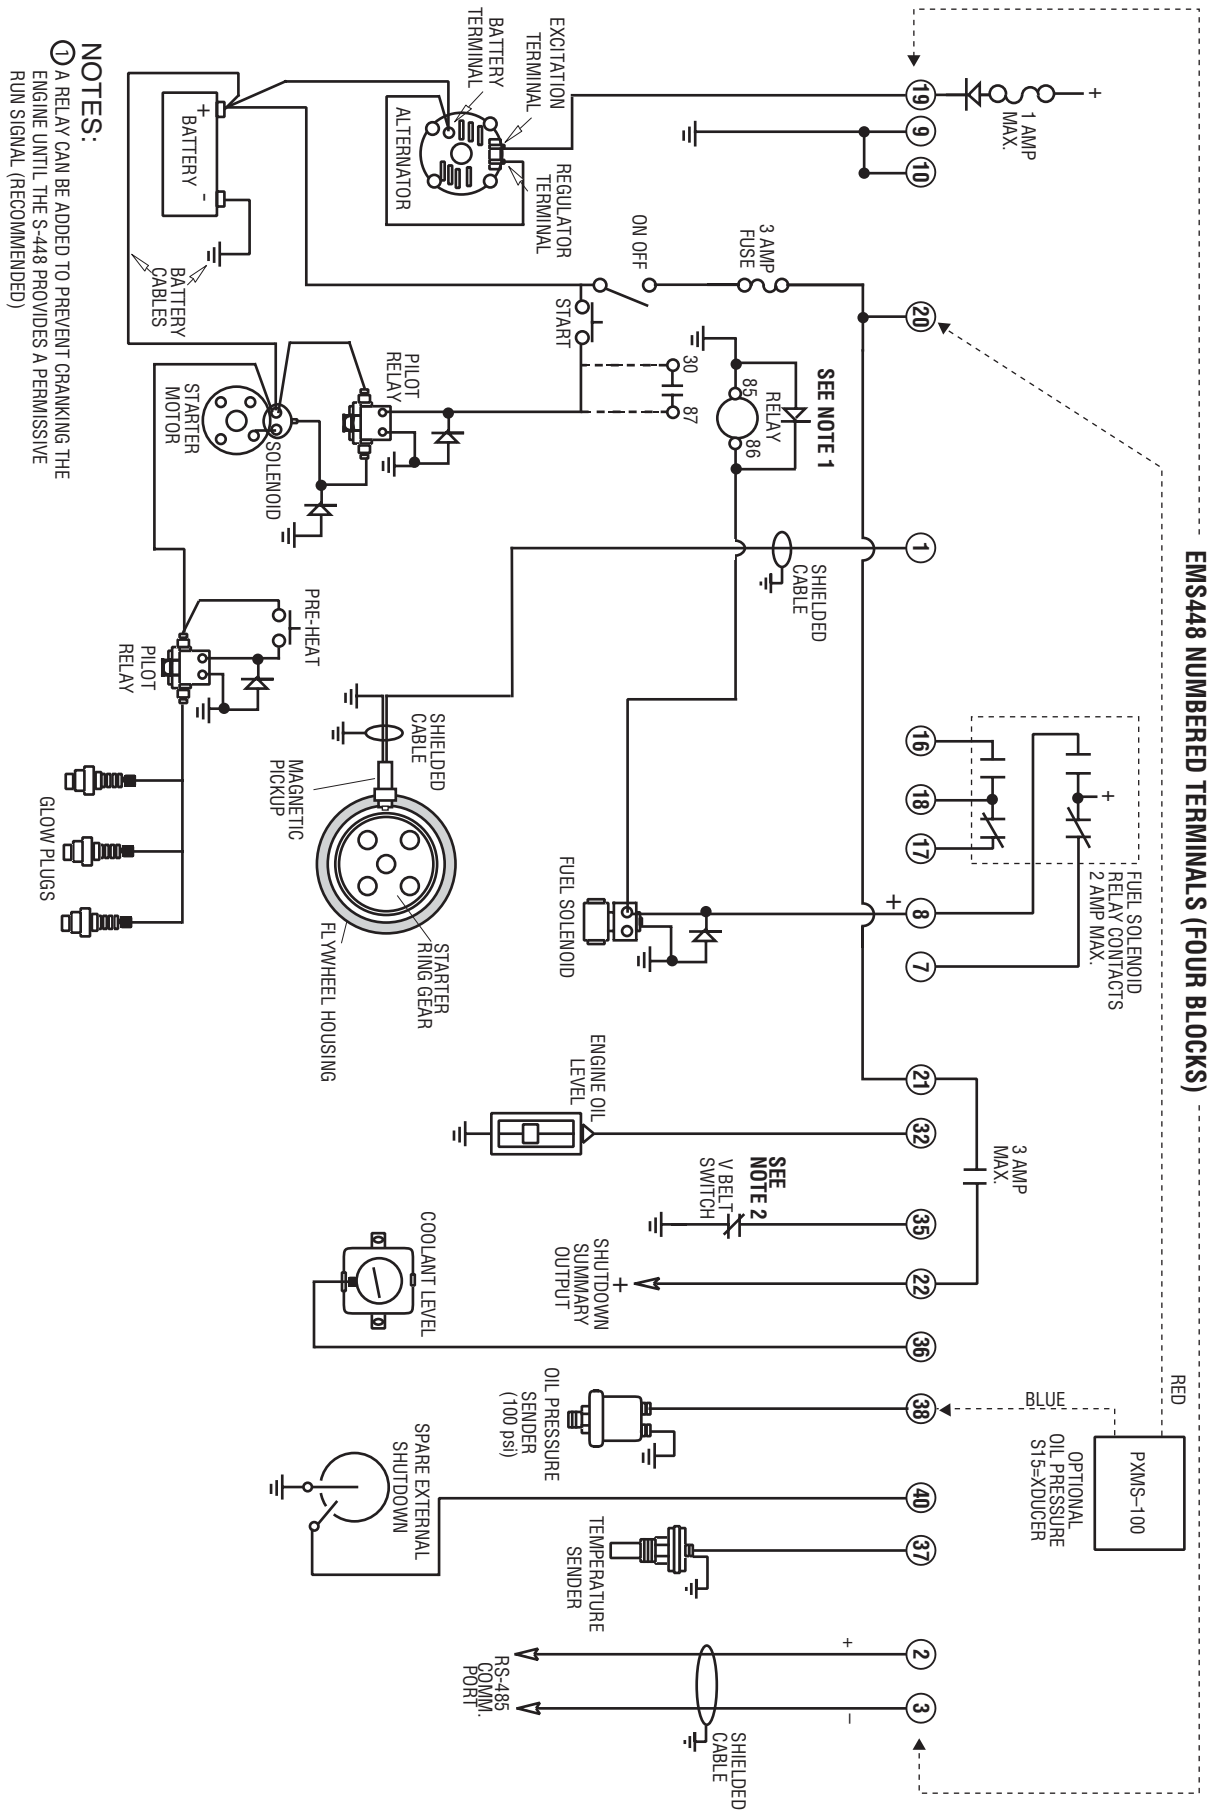 EMS448 NUMBERED TERMINALS (FOUR BLOCKS)
RED
BLUE
PXMS–100
OPTIONAL
OIL PRESSURE
S15=XDUCER
+
1 AMP
MAX.
19
9
10
20
1
16
18
17
8
7
21
32
35
22
36
38
40
37
2
3
+
FUEL SOLENOID
RELAY CONTACTS
2 AMP MAX.
+
3 AMP
MAX.
+
–
EXCITATION
TERMINAL
BATTERY
TERMINAL
REGULATOR
TERMINAL
ALTERNATOR
+
BATTERY
-
BATTERY
CABLES
ON OFF
3 AMP
FUSE
START
30
87
85
RELAY
86
SEE NOTE 1
PILOT
RELAY
STARTER
MOTOR
SOLENOID
SHIELDED
CABLE
PRE-HEAT
PILOT
RELAY
GLOW PLUGS
SHIELDED
CABLE
MAGNETIC
PICKUP
STARTER
RING GEAR
FLYWHEEL HOUSING
FUEL SOLENOID
ENGINE OIL
LEVEL
SEE
NOTE 2
V BELT
SWITCH
+
SHUTDOWN
SUMMARY
OUTPUT
COOLANT LEVEL
OIL PRESSURE
SENDER
(100 psi)
SPARE EXTERNAL
SHUTDOWN
TEMPERATURE
SENDER
RS-485
COMM.
PORT
SHIELDED
CABLE
NOTES:
1 A RELAY CAN BE ADDED TO PREVENT CRANKING THE
ENGINE UNTIL THE S-448 PROVIDES A PERMISSIVE
RUN SIGNAL (RECOMMENDED)